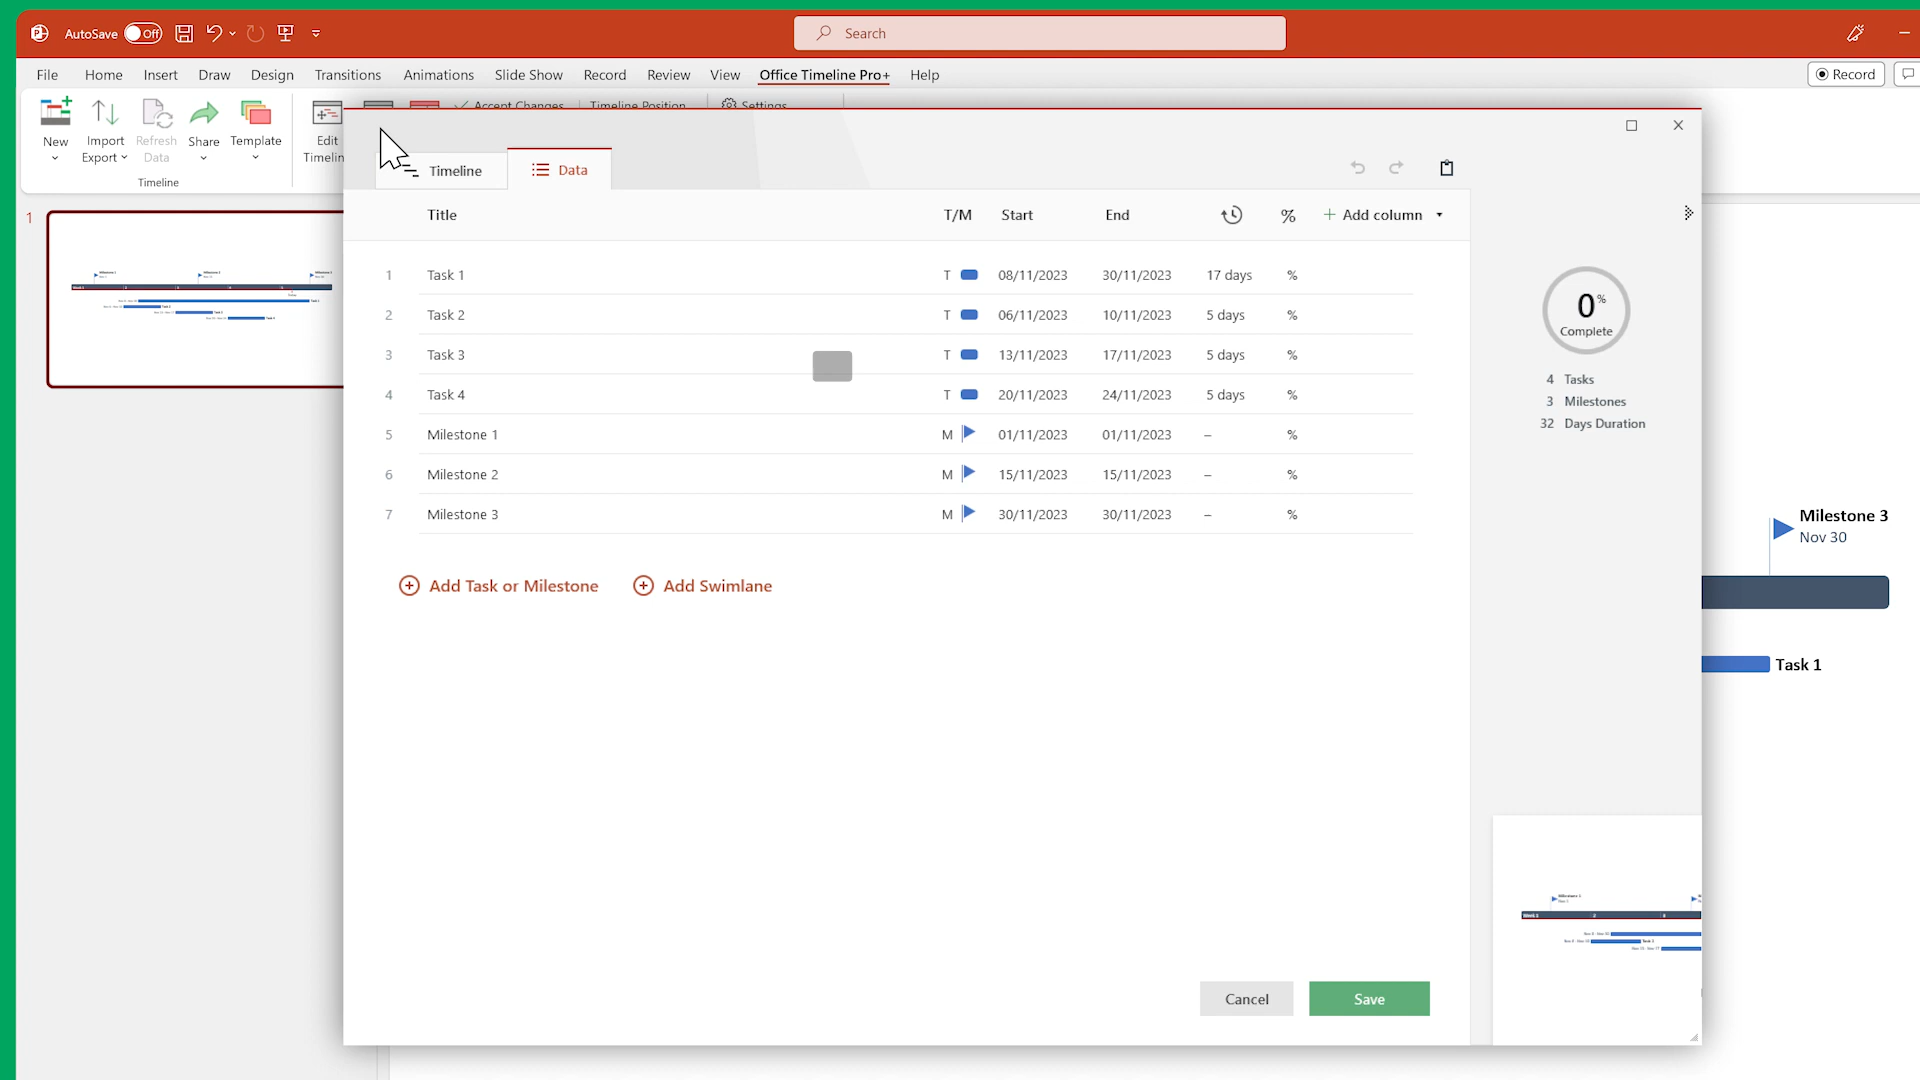 AutoSave Off Search
File Home Insert Draw Design Transitions Animations Slide Show Record Review View Office Timeline Pro+ Help Record
New Import Export Refresh Data Share Template Edit
Accept Changes Timeline Position Settings
Timeline
1
Timeline Data
Title T/M Start End % Add column
1 Task 1 T 08/11/2023 30/11/2023 17 days %
2 Task 2 T 06/11/2023 10/11/2023 5 days %
3 Task 3 T 13/11/2023 17/11/2023 5 days %
4 Task 4 T 20/11/2023 24/11/2023 5 days %
5 Milestone 1 M 01/11/2023 01/11/2023 – %
6 Milestone 2 M 15/11/2023 15/11/2023 – %
7 Milestone 3 M 30/11/2023 30/11/2023 – %
Add Task or Milestone Add Swimlane
0%
Complete
4 Tasks
3 Milestones
32 Days Duration
Milestone 3
Nov 30
Task 1
Cancel Save